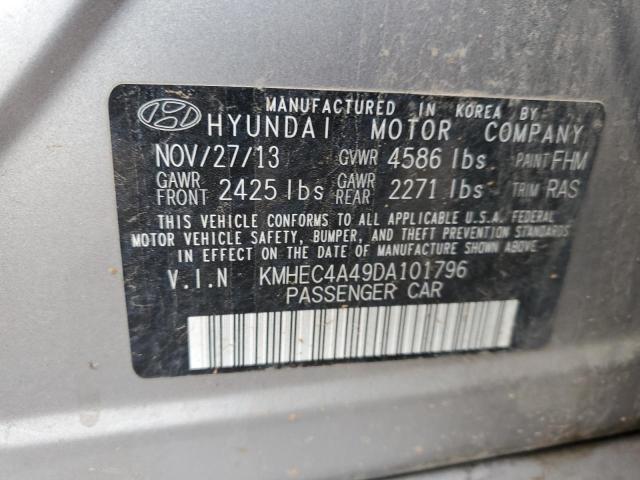 MANUFACTURED IN KOREA BY
HYUNDAI MOTOR COMPANY
NOV/27/13 GVWR 4586 lbs PAINT FHM
GAWR FRONT 2425 lbs GAWR REAR 2271 lbs TRIM RAS
THIS VEHICLE CONFORMS TO ALL APPLICABLE U.S.A. FEDERAL
MOTOR VEHICLE SAFETY, BUMPER, AND THEFT PREVENTION STANDARDS
IN EFFECT ON THE DATE OF MANUFACTURE SHOWN ABOVE.
V.I.N KMHEC4A49DA101796
PASSENGER CAR